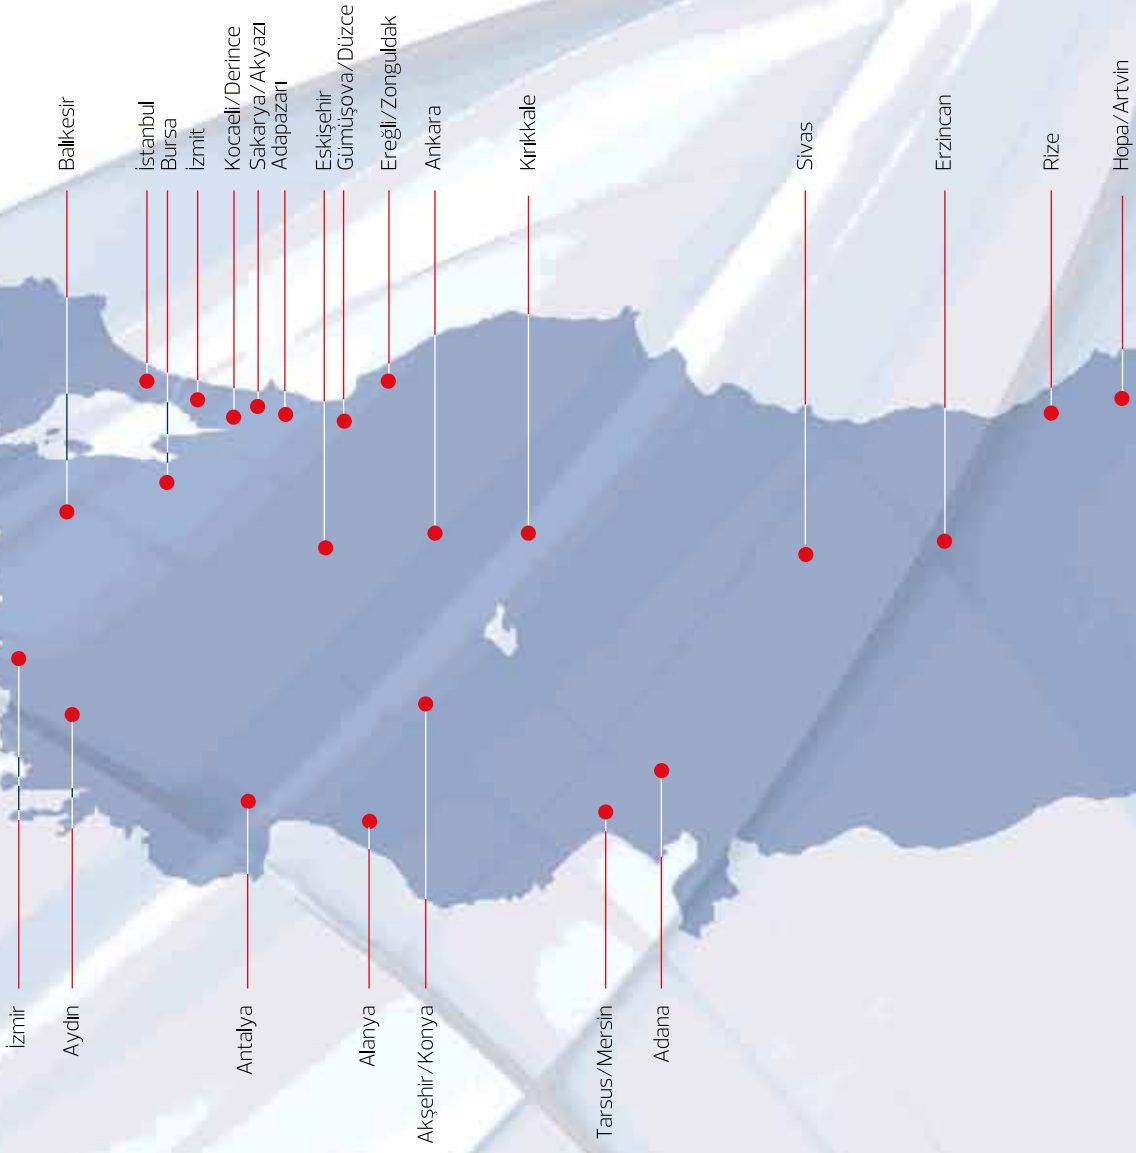 Balıkesir
İstanbul
Bursa
İzmit
Kocaeli/Derince
Sakarya/Akyazı
Adapazarı
Eskişehir
Gümüşova/Düzce
Ereğli/Zonguldak
Ankara
Kırıkkale
Sivas
Erzincan
Rize
Hopa/Artvin
İzmir
Aydın
Antalya
Alanya
Akşehir/Konya
Tarsus/Mersin
Adana